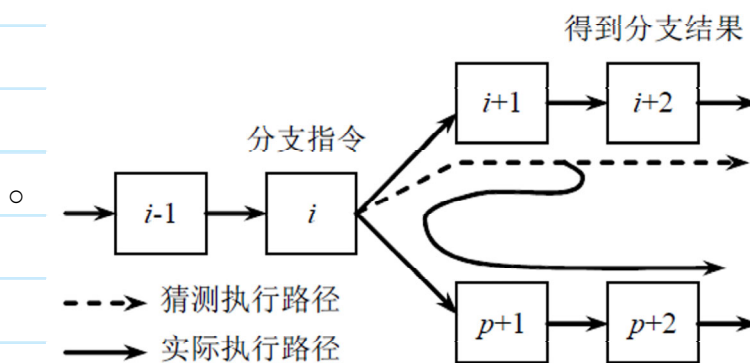 得到分支结果
i+1
i+2
分支指令
i-1
i
猜测执行路径
p+1
p+2
实际执行路径